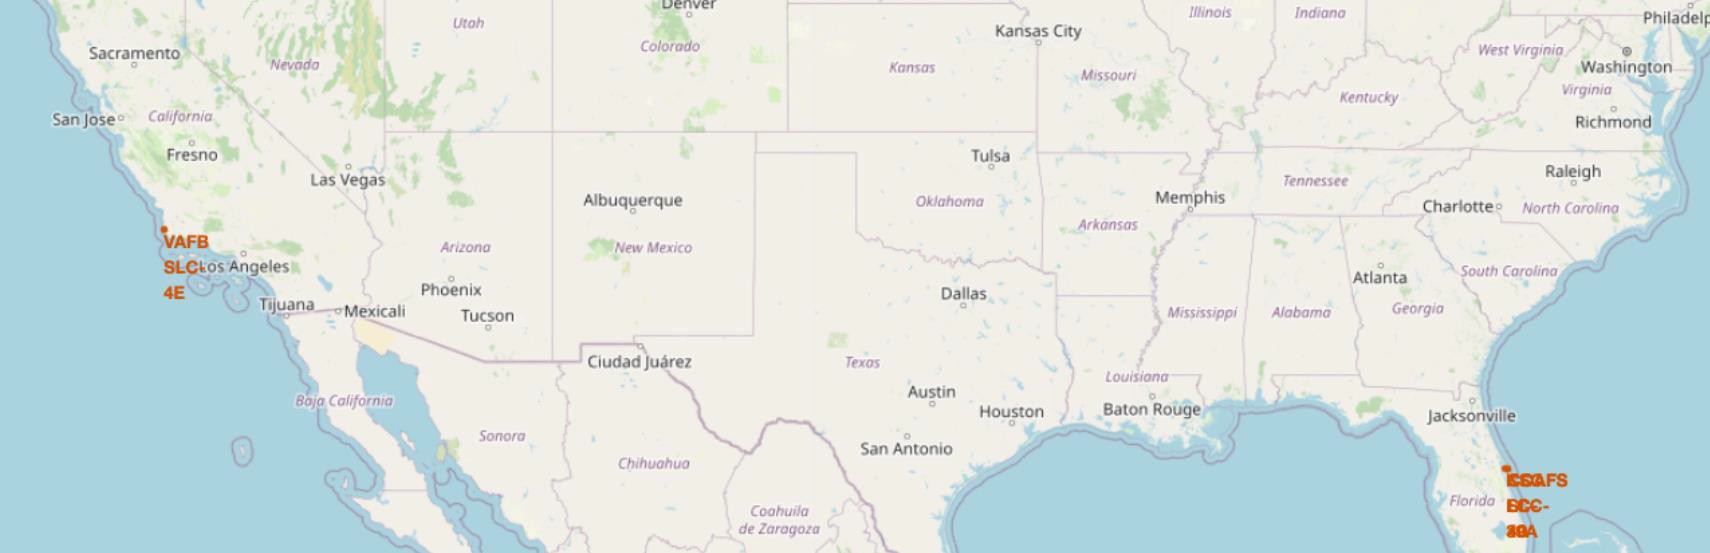 Denver
Utah
Illinois
Indiana
Philadelp
Kansas City
Sacramento
Colorado
West Virginia
Nevada
Kansas
Missouri
Washington
Virginia
Kentucky
San Jose
California
Richmond
Fresno
Tulsa
Las Vegas
Raleigh
Tennessee
Albuquerque
Oklahoma
Memphis
Charlotte
North Carolina
Arkansas
VAFB
SLC-
4E
Los Angeles
Arizona
New Mexico
South Carolina
Atlanta
Phoenix
Dallas
Tijuana
Mexicali
Tucson
Mississippi
Alabama
Georgia
Ciudad Juárez
Texas
Louisiana
Baja California
Austin
Baton Rouge
Houston
Jacksonville
Sonora
San Antonio
Chihuahua
Florida
Coahuila
de Zaragoza